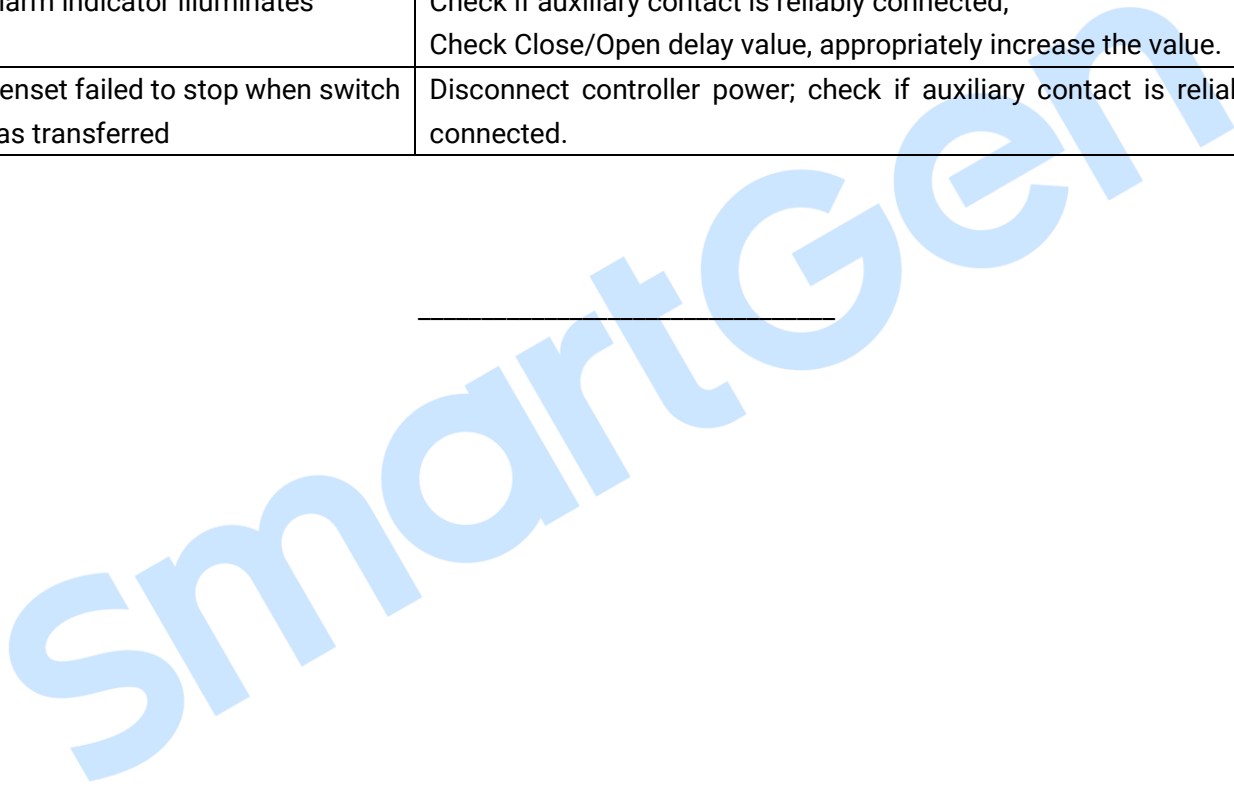 larm indicator illuminates
Check if auxiliary contact is reliably connected;
Check Close/Open delay value, appropriately increase the value.
enset failed to stop when switch
as transferred
Disconnect controller power; check if auxiliary contact is relial
connected.
SmartGen